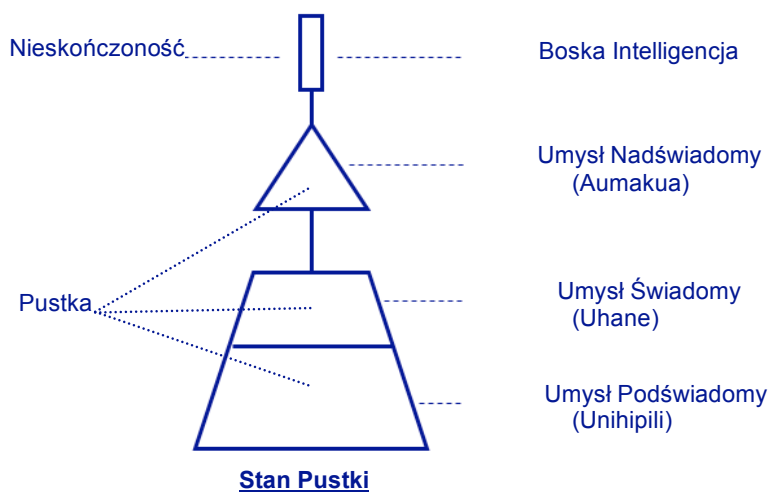 Nieskończoność
Boska Intelligencja
Umysł Nadświadomy
(Aumakua)
Pustka
Umysł Świadomy
(Uhane)
Umysł Podświadomy
(Unihipili)
Stan Pustki